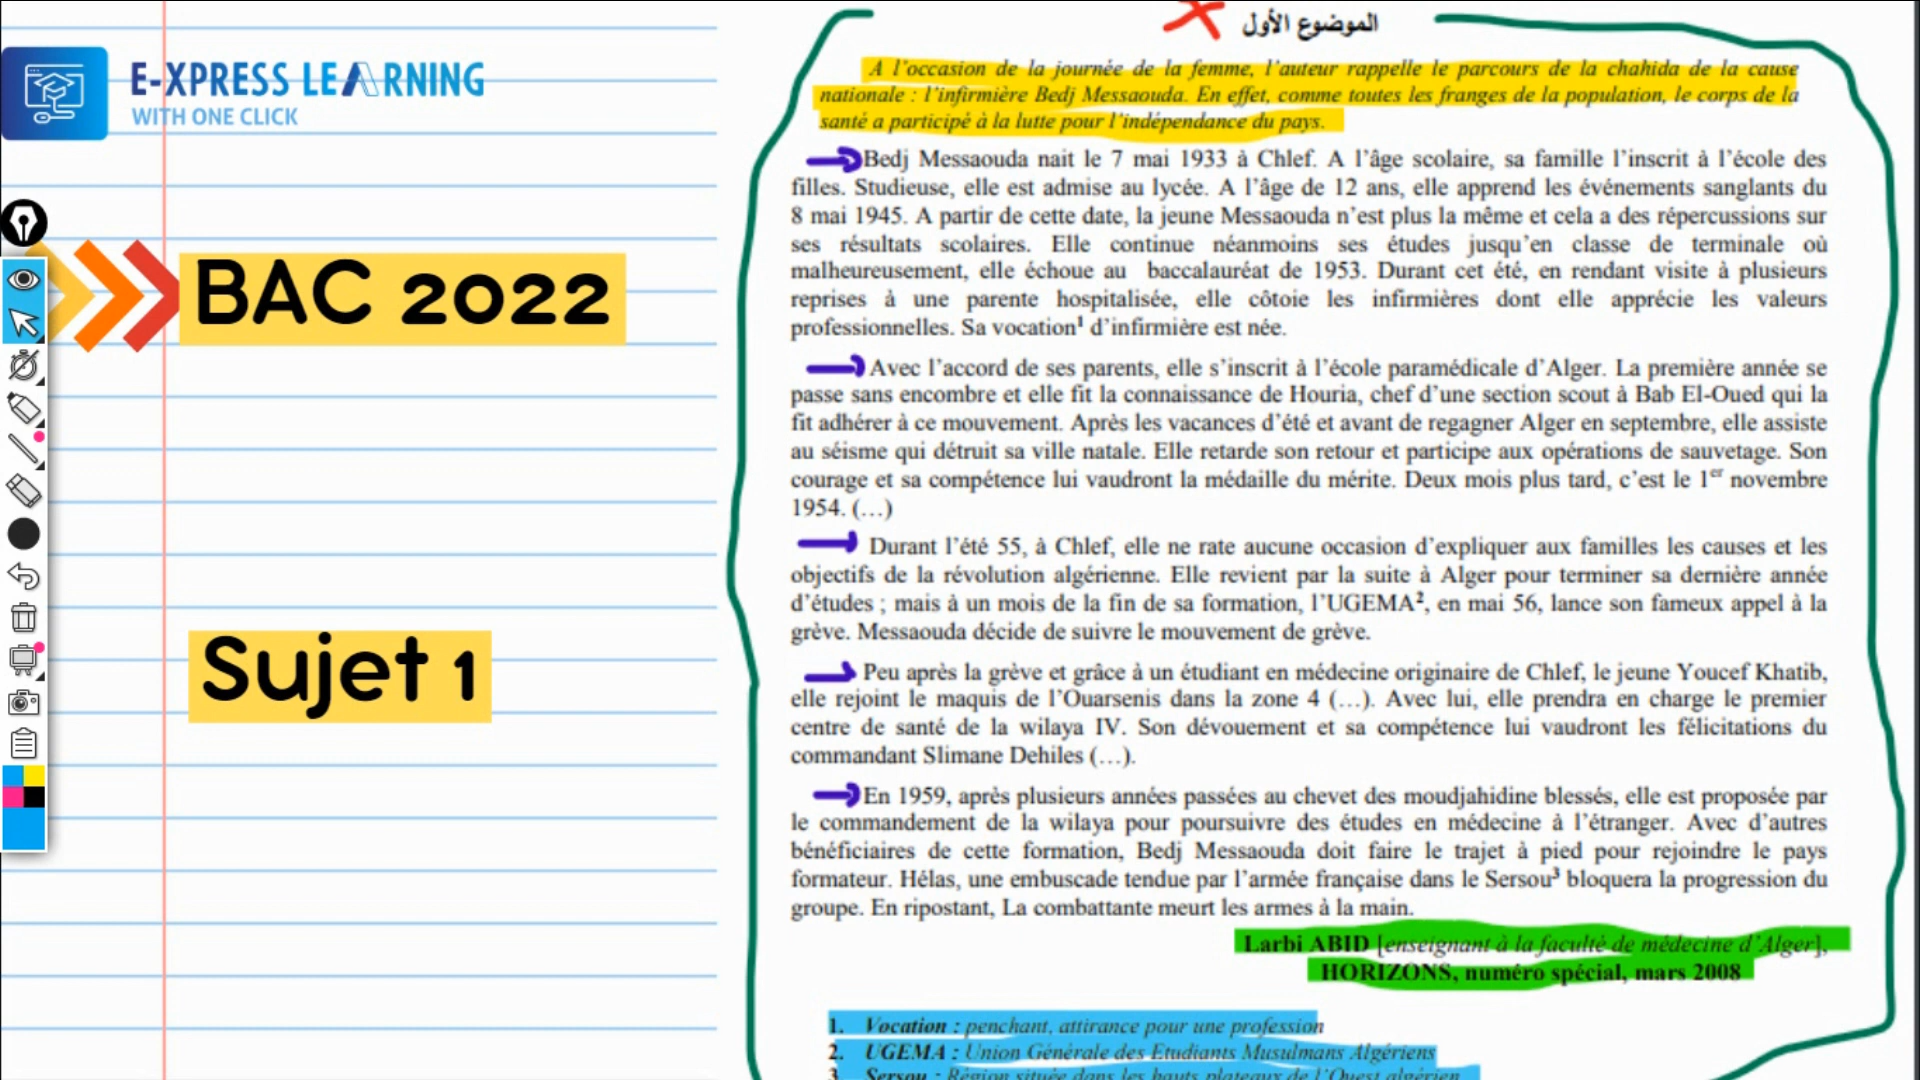 E-XPRESS LEARNING
WITH ONE CLICK
BAC 2022
Sujet 1
الموضوع الأول
A l’occasion de la journée de la femme, l’auteur rappelle le parcours de la chahida de la cause
nationale : l’infirmière Bedj Messaouda. En effet, comme toutes les franges de la population, le corps de la
santé a participé à la lutte pour l’indépendance du pays.
Bedj Messaouda nait le 7 mai 1933 à Chlef. A l’âge scolaire, sa famille l’inscrit à l’école des
filles. Studieuse, elle est admise au lycée. A l’âge de 12 ans, elle apprend les événements sanglants du
8 mai 1945. A partir de cette date, la jeune Messaouda n’est plus la même et cela a des répercussions sur
ses résultats scolaires. Elle continue néanmoins ses études jusqu’en classe de terminale où
malheureusement, elle échoue au baccalauréat de 1953. Durant cet été, en rendant visite à plusieurs
reprises à une parente hospitalisée, elle côtoie les infirmières dont elle apprécie les valeurs
professionnelles. Sa vocation¹ d’infirmière est née.
Avec l’accord de ses parents, elle s’inscrit à l’école paramédicale d’Alger. La première année se
passe sans encombre et elle fit la connaissance de Houria, chef d’une section scout à Bab El-Oued qui la
fit adhérer à ce mouvement. Après les vacances d’été et avant de regagner Alger en septembre, elle assiste
au séisme qui détruit sa ville natale. Elle retarde son retour et participe aux opérations de sauvetage. Son
courage et sa compétence lui vaudront la médaille du mérite. Deux mois plus tard, c’est le 1er novembre
1954. (…)
Durant l’été 55, à Chlef, elle ne rate aucune occasion d’expliquer aux familles les causes et les
objectifs de la révolution algérienne. Elle revient par la suite à Alger pour terminer sa dernière année
d’études ; mais à un mois de la fin de sa formation, l’UGEMA², en mai 56, lance son fameux appel à la
grève. Messaouda décide de suivre le mouvement de grève.
Peu après la grève et grâce à un étudiant en médecine originaire de Chlef, le jeune Youcef Khatib,
elle rejoint le maquis de l’Ouarsenis dans la zone 4 (…). Avec lui, elle prendra en charge le premier
centre de santé de la wilaya IV. Son dévouement et sa compétence lui vaudront les félicitations du
commandant Slimane Dehiles (…).
En 1959, après plusieurs années passées au chevet des moudjahidine blessés, elle est proposée par
le commandement de la wilaya pour poursuivre des études en médecine à l’étranger. Avec d’autres
bénéficiaires de cette formation, Bedj Messaouda doit faire le trajet à pied pour rejoindre le pays
formateur. Hélas, une embuscade tendue par l’armée française dans le Sersou³ bloquera la progression du
groupe. En ripostant, La combattante meurt les armes à la main.
Larbi ABID [enseignant à la faculté de médecine d’Alger],
HORIZONS, numéro spécial, mars 2008
1. Vocation : penchant, attirance pour une profession
2. UGEMA : Union Générale des Etudiants Musulmans Algériens
3. Sersou : Région située dans les hauts plateaux de l’Ouest algérien